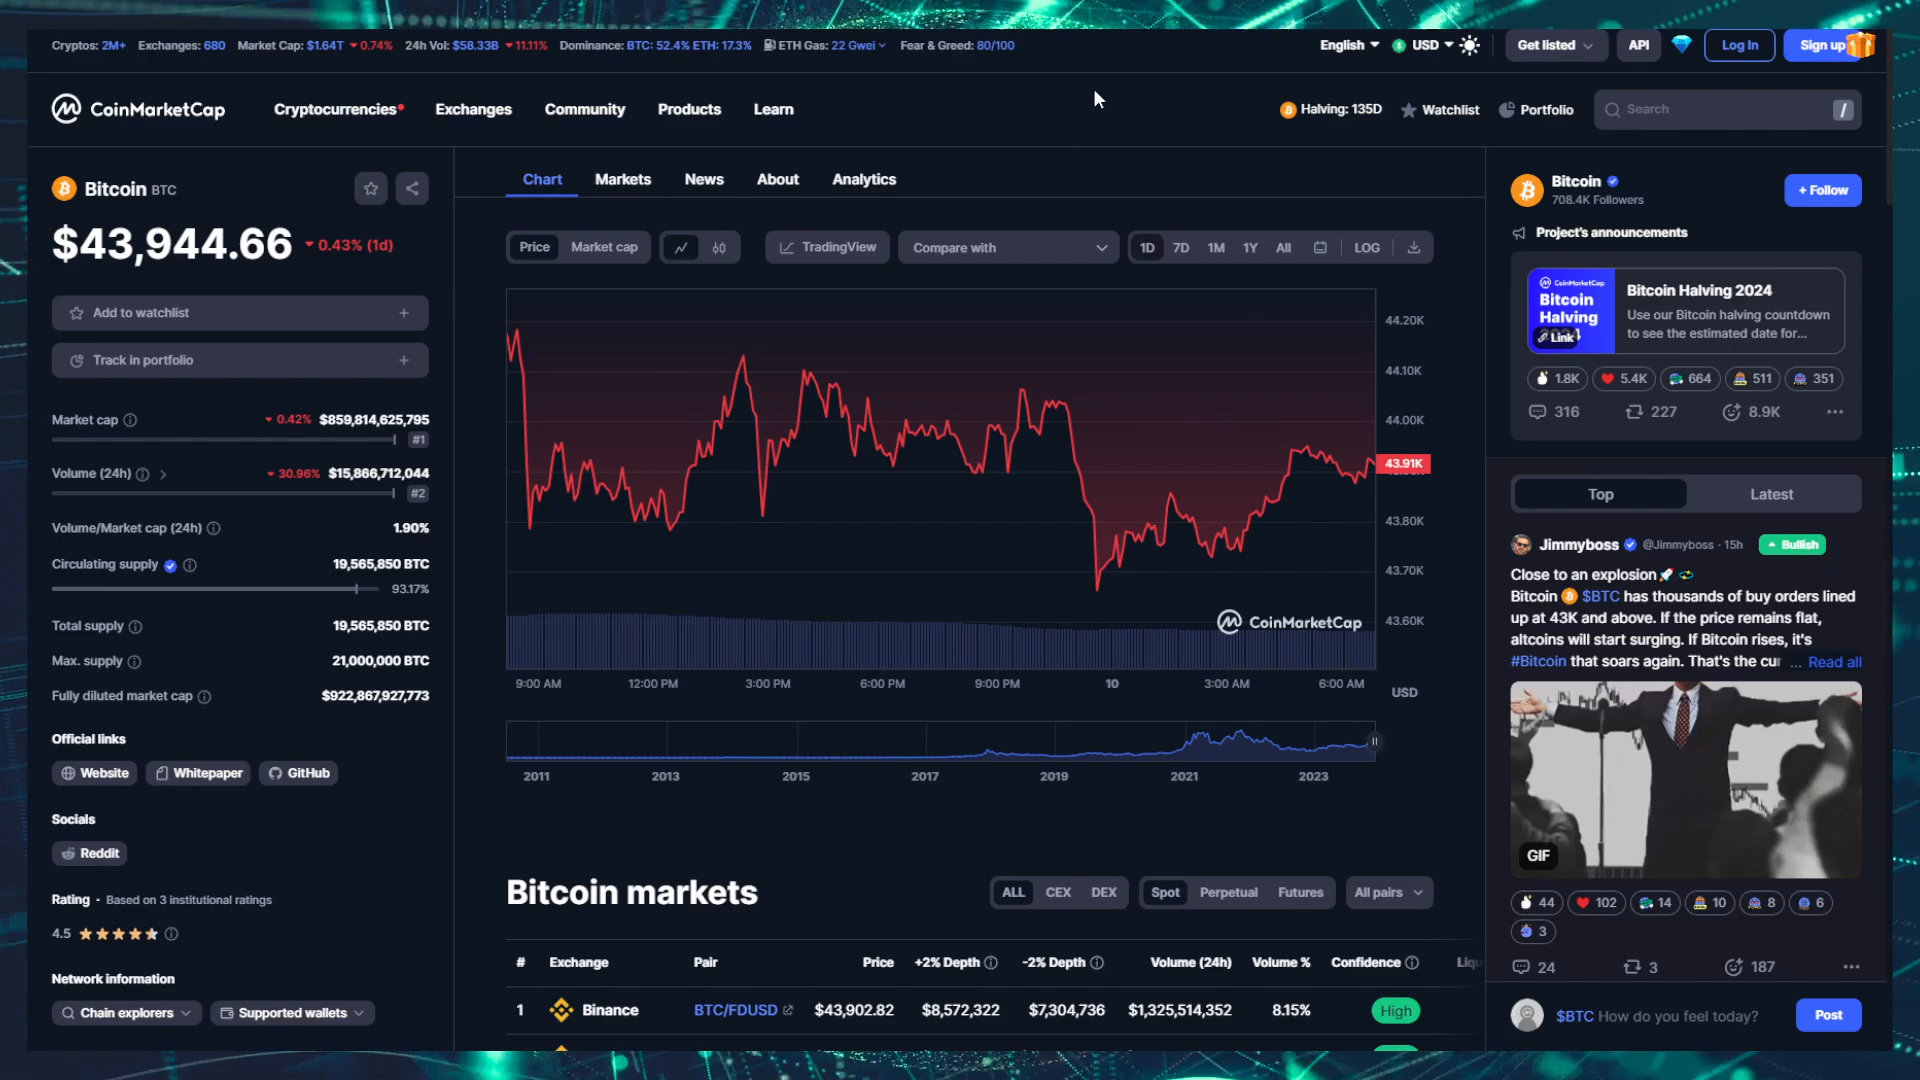 Cryptos: 2M+ Exchanges: 680 Market Cap: $1.64T 0.74% 24h Vol: $58.33B 11.11% Dominance: BTC: 52.4% ETH: 17.3% ETH Gas: 22 Gwei Fear & Greed: 80/100
English USD Get listed API Log In Sign up
CoinMarketCap Cryptocurrencies Exchanges Community Products Learn
Halving: 135D Watchlist Portfolio Search /
Bitcoin BTC
$43,944.66 0.43% (1d)
Add to watchlist +
Track in portfolio +
Market cap 0.42% $859,814,625,795
#1
Volume (24h) 30.96% $15,866,712,044
#2
Volume/Market cap (24h) 1.90%
Circulating supply 19,565,850 BTC
93.17%
Total supply 19,565,850 BTC
Max. supply 21,000,000 BTC
Fully diluted market cap $922,867,927,773
Official links
Website Whitepaper GitHub
Socials
Reddit
Rating · Based on 3 institutional ratings
4.5
Network information
Chain explorers Supported wallets
Chart Markets News About Analytics
Price Market cap TradingView Compare with 1D 7D 1M 1Y All LOG
44.20K
44.10K
44.00K
43.91K
43.80K
43.70K
43.60K
CoinMarketCap
9:00 AM 12:00 PM 3:00 PM 6:00 PM 9:00 PM 10 3:00 AM 6:00 AM
USD
2011 2013 2015 2017 2019 2021 2023
Bitcoin markets
ALL CEX DEX Spot Perpetual Futures All pairs
# Exchange Pair Price +2% Depth -2% Depth Volume (24h) Volume % Confidence Liq
1 Binance BTC/FDUSD $43,902.82 $8,572,322 $7,304,736 $1,325,514,352 8.15% High
Bitcoin
708.4K Followers
+ Follow
Project's announcements
CoinMarketCap
Bitcoin
Halving
Link
Bitcoin Halving 2024
Use our Bitcoin halving countdown
to see the estimated date for...
1.8K 5.4K 664 511 351
316 227 8.9K ...
Top Latest
Jimmyboss @Jimmyboss · 15h Bullish
Close to an explosion
Bitcoin $BTC has thousands of buy orders lined
up at 43K and above. If the price remains flat,
altcoins will start surging. If Bitcoin rises, it's
#Bitcoin that soars again. That's the cur ... Read all
GIF
44 102 14 10 8 6
3
24 3 187 ...
$BTC How do you feel today? Post